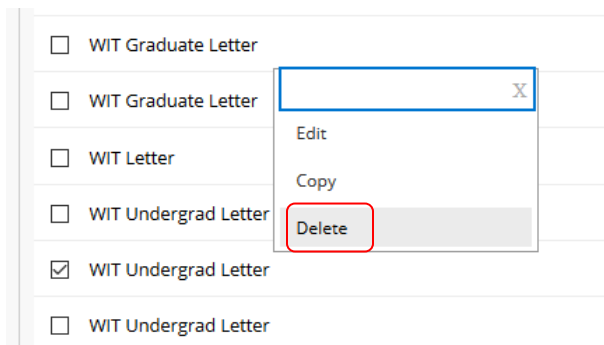 WIT Graduate Letter
WIT Graduate Letter
X
Edit
WIT Letter
Copy
WIT Undergrad Letter
Delete
WIT Undergrad Letter
WIT Undergrad Letter